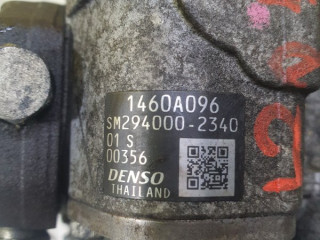 1460A096
SM294000-2340
01 S
00356
DENSO
THAILAND